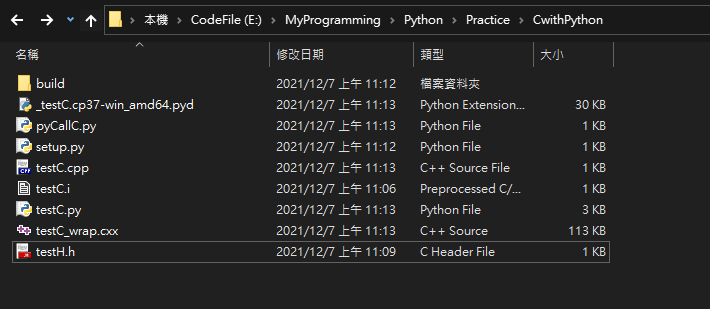 本機 > CodeFile (E:) > MyProgramming > Python > Practice > CwithPython
名稱 修改日期 類型 大小
build 2021/12/7 上午 11:12 檔案資料夾
_testC.cp37-win_amd64.pyd 2021/12/7 上午 11:13 Python Extension... 30 KB
pyCallC.py 2021/12/7 上午 11:13 Python File 1 KB
setup.py 2021/12/7 上午 11:12 Python File 1 KB
testC.cpp 2021/12/7 上午 11:13 C++ Source File 1 KB
testC.i 2021/12/7 上午 11:06 Preprocessed C/... 1 KB
testC.py 2021/12/7 上午 11:13 Python File 3 KB
testC_wrap.cxx 2021/12/7 上午 11:13 C++ Source 113 KB
testH.h 2021/12/7 上午 11:09 C Header File 1 KB